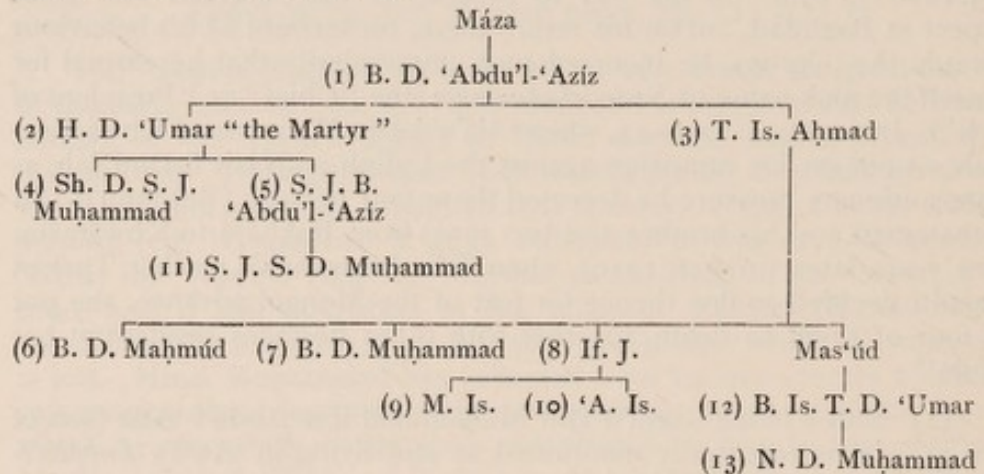 Máza
(1) B. D. ‘Abdu’l-‘Azíz
(2) Ḥ. D. ‘Umar “the Martyr” (3) T. Is. Aḥmad
(4) Sh. D. Ṣ. J. (5) Ṣ. J. B.
Muḥammad ‘Abdu’l-‘Azíz
(11) Ṣ. J. Ṣ. D. Muḥammad
(6) B. D. Maḥmúd (7) B. D. Muḥammad (8) If. J. Mas‘úd
(9) M. Is. (10) ‘A. Is. (12) B. Is. T. D. ‘Umar
(13) N. D. Muḥammad